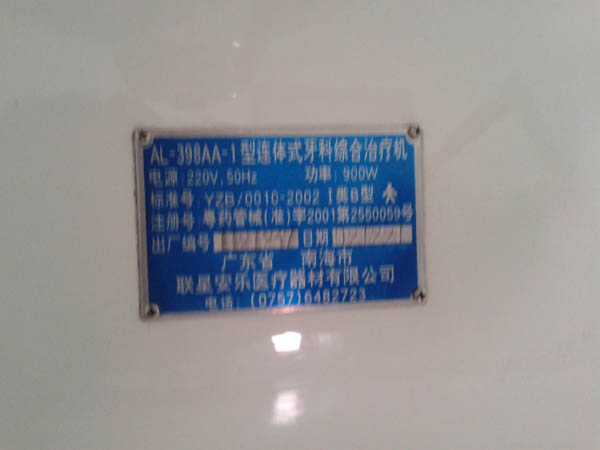 AL-398AA-1型连体式牙科综合治疗机
电源:220V,50Hz 功率:900W
标准号:YZB/0010-2002 I类B型
注册号:粤药管械(准)字2001第2550059号
出厂编号 日期
广东省 南海市
联星安乐医疗器材有限公司
电话:(0757)6482723